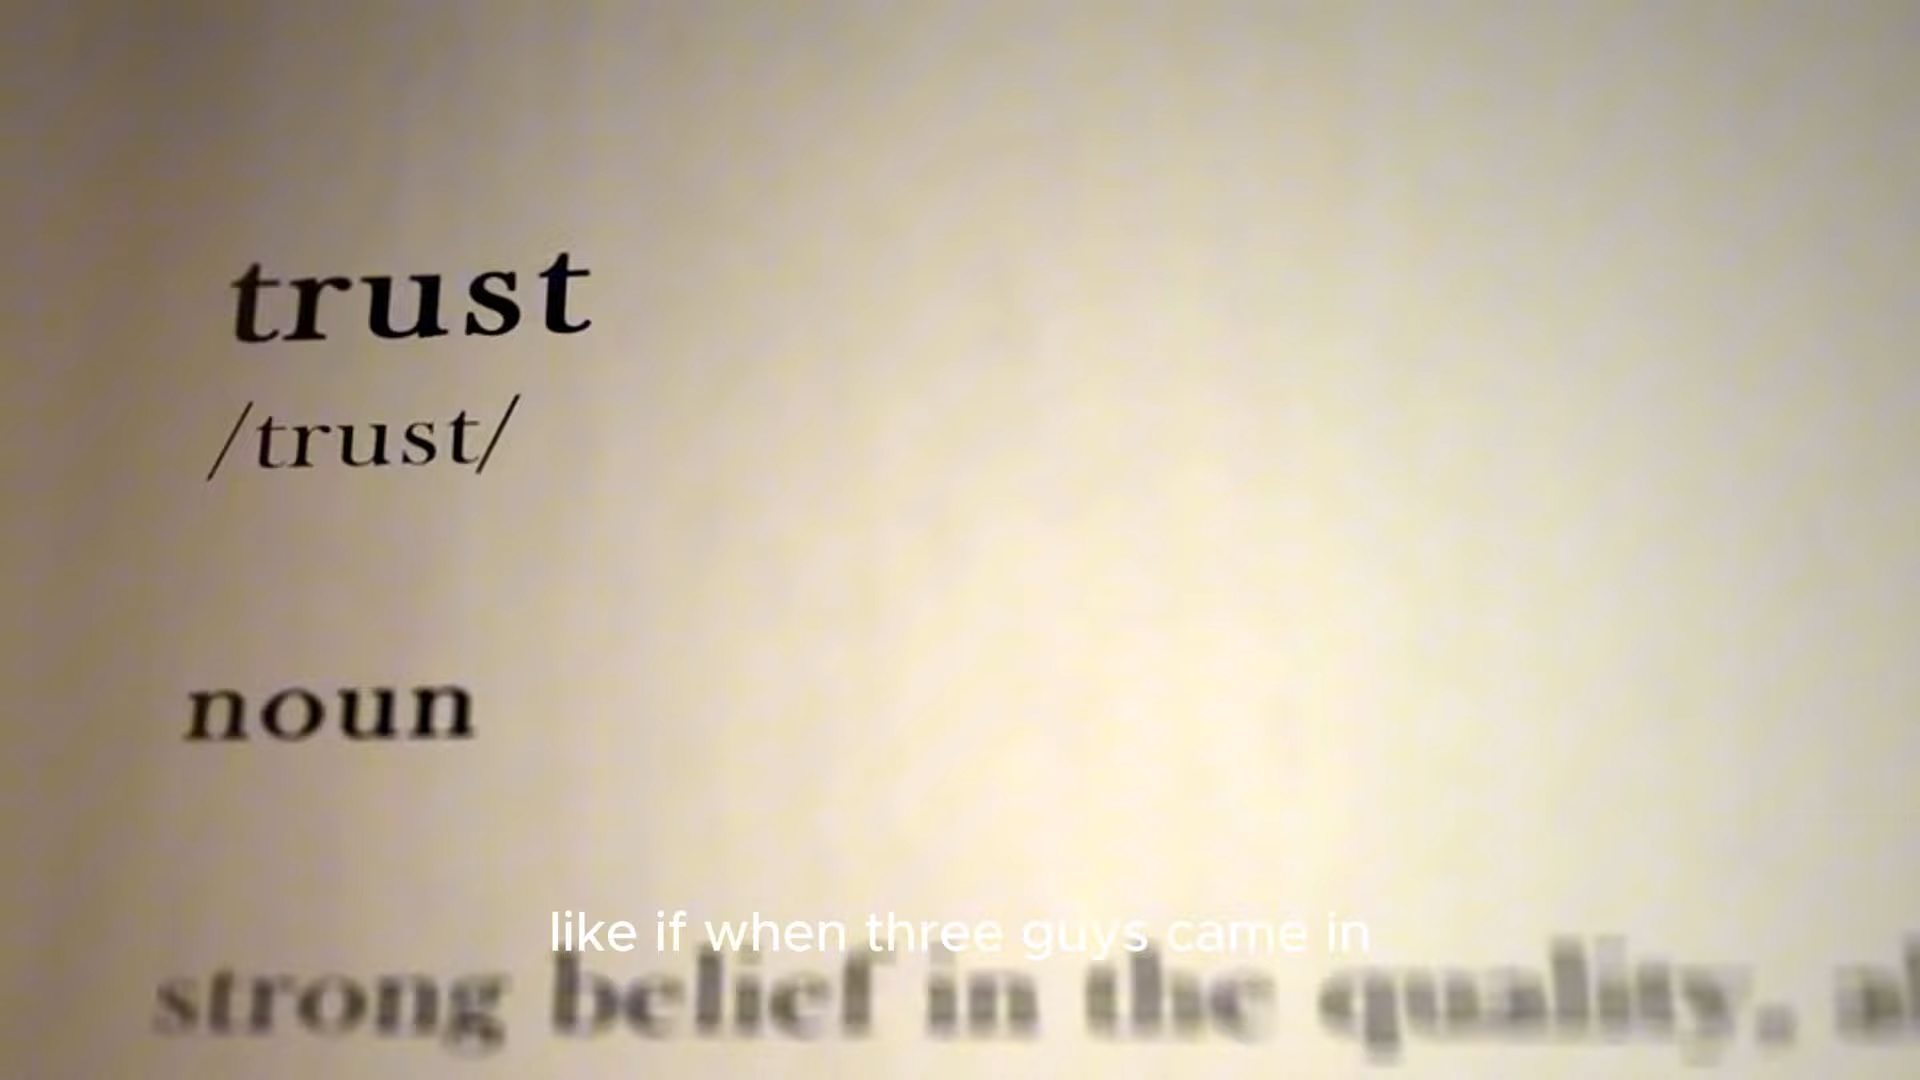 trust
/trust/
noun
like if when three guys came in
strong belief in the quality,